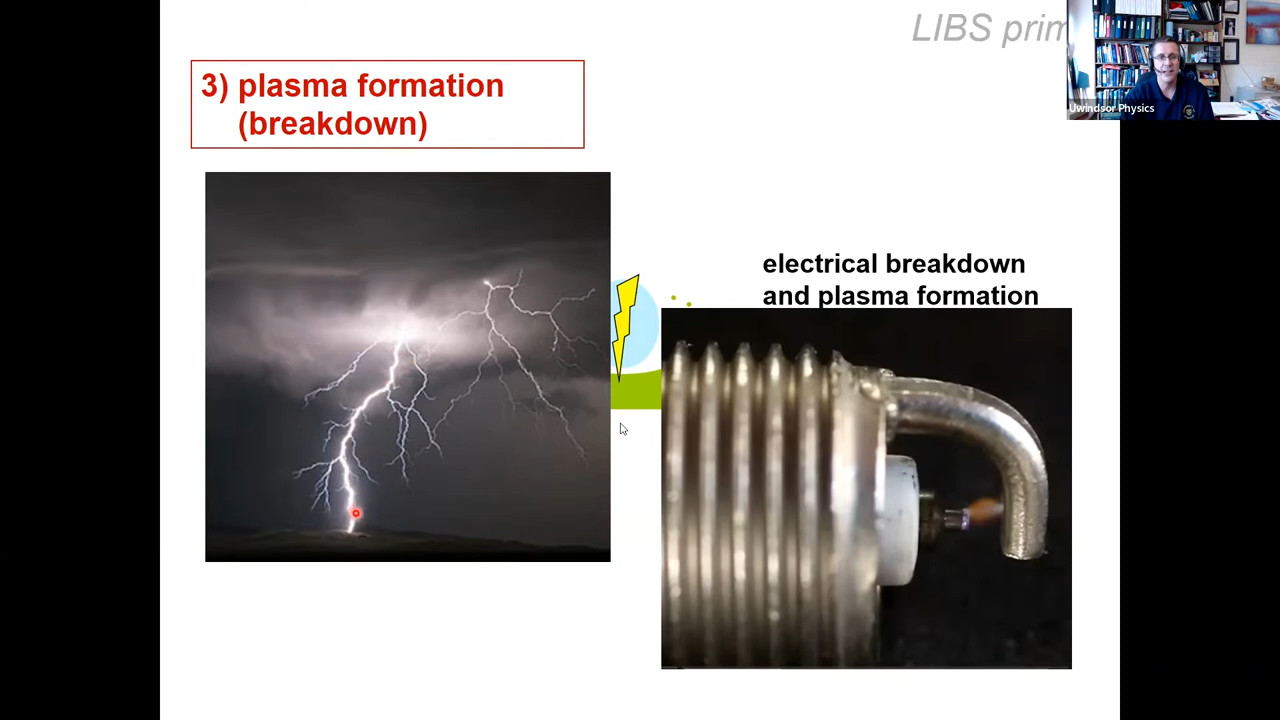 LIBS prim
3) plasma formation
(breakdown)
Uwindsor Physics
electrical breakdown
and plasma formation